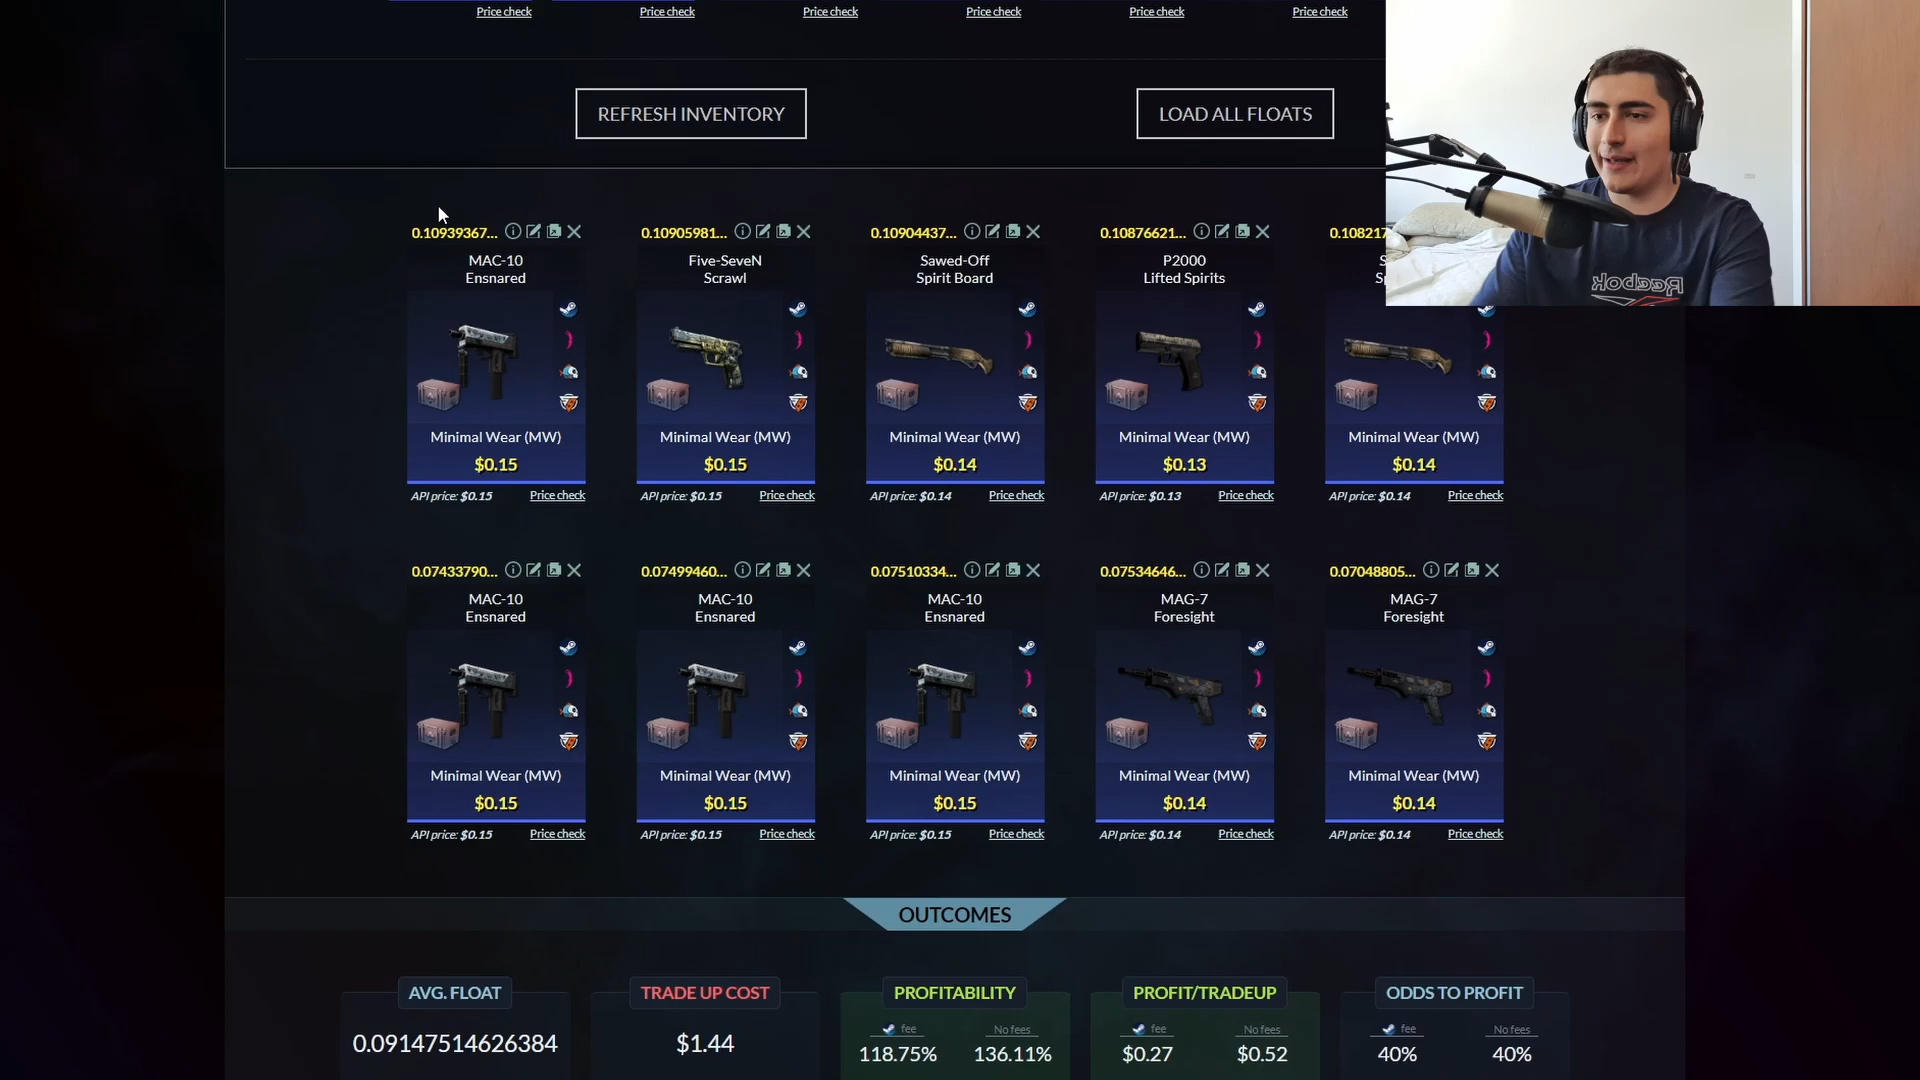 Price check Price check Price check Price check Price check Price check
REFRESH INVENTORY LOAD ALL FLOATS
0.10939367... 0.10905981... 0.10904437... 0.10876621... 0.108217
MAC-10 Five-SeveN Sawed-Off P2000 S
Ensnared Scrawl Spirit Board Lifted Spirits Sp
Minimal Wear (MW) Minimal Wear (MW) Minimal Wear (MW) Minimal Wear (MW) Minimal Wear (MW)
$0.15 $0.15 $0.14 $0.13 $0.14
API price: $0.15 Price check API price: $0.15 Price check API price: $0.14 Price check API price: $0.13 Price check API price: $0.14 Price check
0.07433790... 0.07499460... 0.07510334... 0.07534646... 0.07048805...
MAC-10 MAC-10 MAC-10 MAG-7 MAG-7
Ensnared Ensnared Ensnared Foresight Foresight
Minimal Wear (MW) Minimal Wear (MW) Minimal Wear (MW) Minimal Wear (MW) Minimal Wear (MW)
$0.15 $0.15 $0.15 $0.14 $0.14
API price: $0.15 Price check API price: $0.15 Price check API price: $0.15 Price check API price: $0.14 Price check API price: $0.14 Price check
OUTCOMES
AVG. FLOAT TRADE UP COST PROFITABILITY PROFIT/TRADEUP ODDS TO PROFIT
fee No fees fee No fees fee No fees
0.09147514626384 $1.44 118.75% 136.11% $0.27 $0.52 40% 40%
Reebok